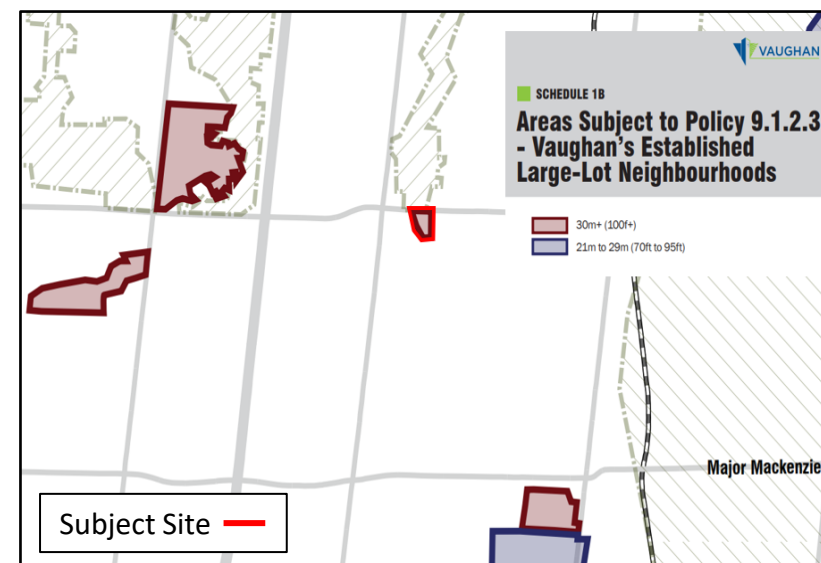 VAUGHAN
SCHEDULE 1B
Areas Subject to Policy 9.1.2.3
- Vaughan's Established
Large-Lot Neighbourhoods
30m+ (100f+)
21m to 29m (70ft to 95ft)
Major Mackenzie
Subject Site